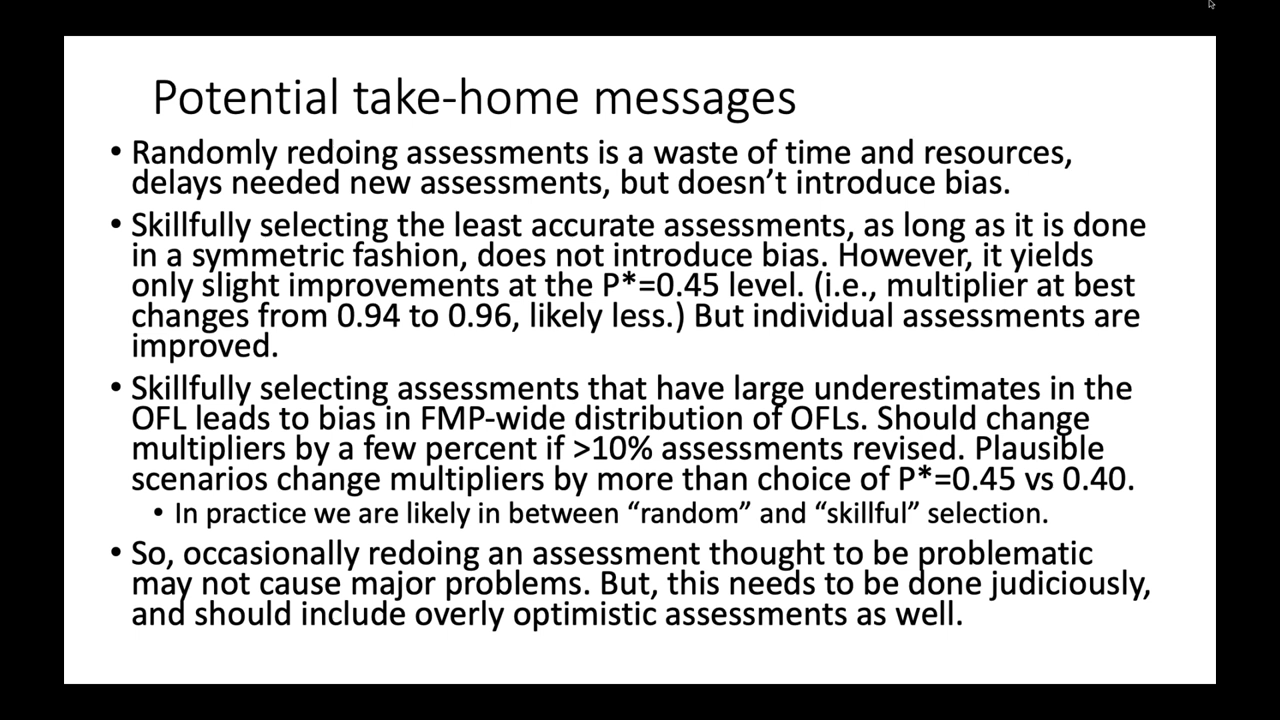 Potential take-home messages
• Randomly redoing assessments is a waste of time and resources,
delays needed new assessments, but doesn’t introduce bias.
• Skillfully selecting the least accurate assessments, as long as it is done
in a symmetric fashion, does not introduce bias. However, it yields
only slight improvements at the P*=0.45 level. (i.e., multiplier at best
changes from 0.94 to 0.96, likely less.) But individual assessments are
improved.
• Skillfully selecting assessments that have large underestimates in the
OFL leads to bias in FMP-wide distribution of OFLs. Should change
multipliers by a few percent if >10% assessments revised. Plausible
scenarios change multipliers by more than choice of P*=0.45 vs 0.40.
• In practice we are likely in between “random” and “skillful” selection.
• So, occasionally redoing an assessment thought to be problematic
may not cause major problems. But, this needs to be done judiciously,
and should include overly optimistic assessments as well.